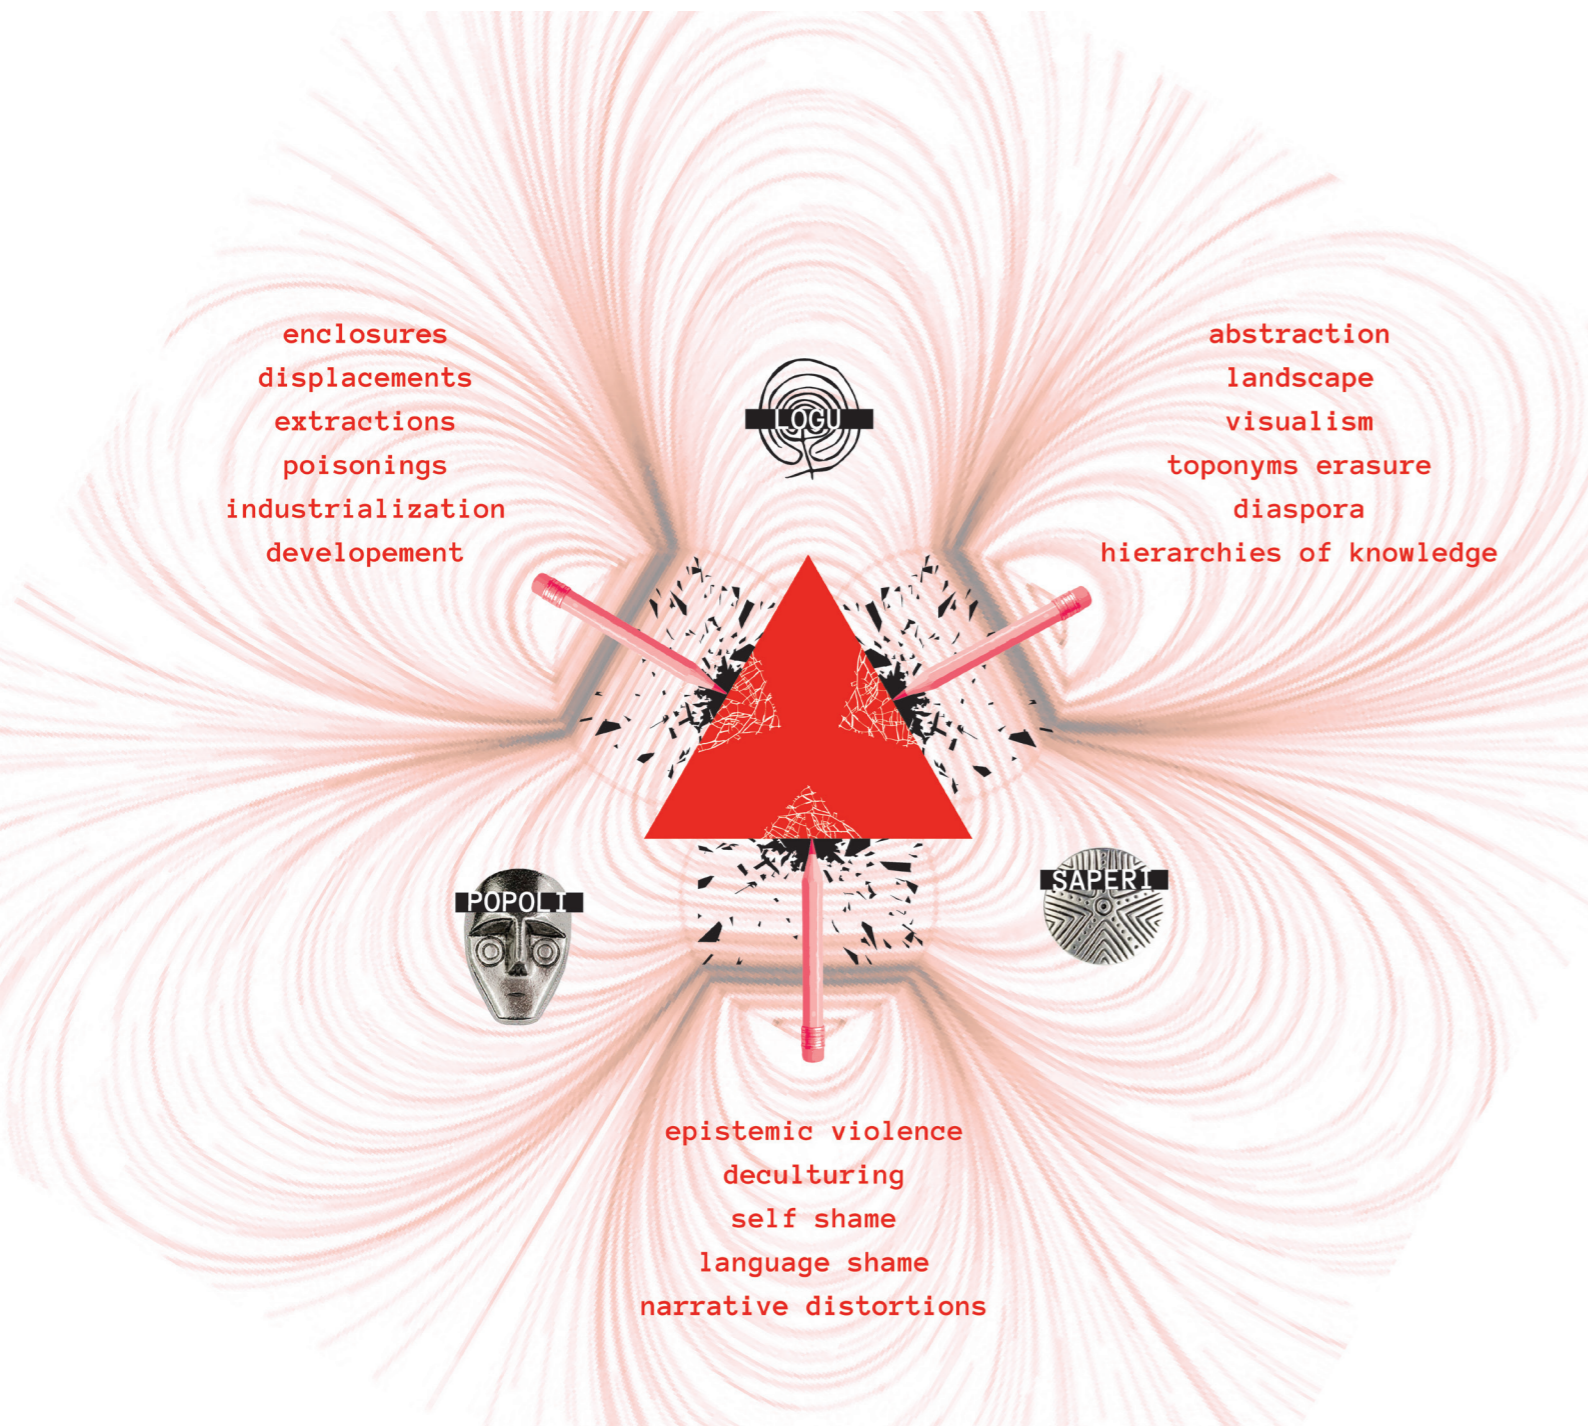 enclosures
displacements
extractions
poisonings
industrialization
developement
LOGU
abstraction
landscape
visualism
toponyms erasure
diaspora
hierarchies of knowledge
POPOLI
SAPERI
epistemic violence
deculturing
self shame
language shame
narrative distortions